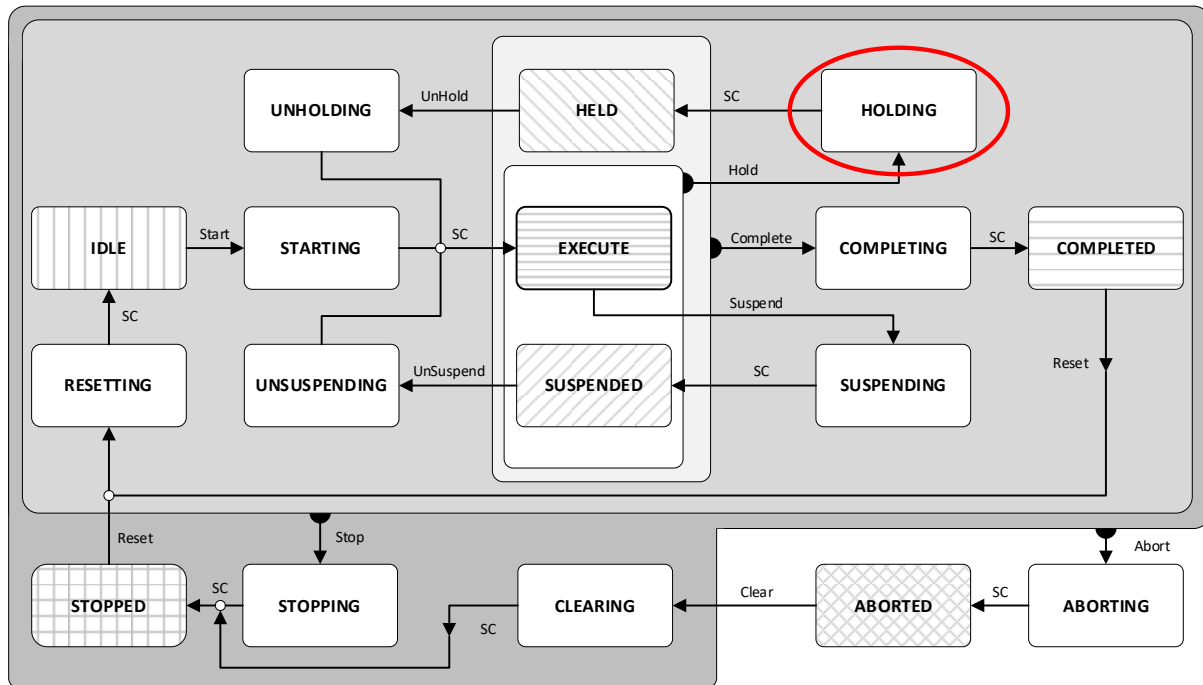 UNHOLDING
UnHold
HELD
SC
HOLDING
Hold
IDLE
Start
STARTING
SC
EXECUTE
Complete
COMPLETING
SC
COMPLETED
Suspend
SC
RESETTING
UNSUSPENDING
UnSuspend
SUSPENDED
SC
SUSPENDING
Reset
Reset
Stop
Abort
STOPPED
SC
STOPPING
SC
CLEARING
Clear
ABORTED
SC
ABORTING